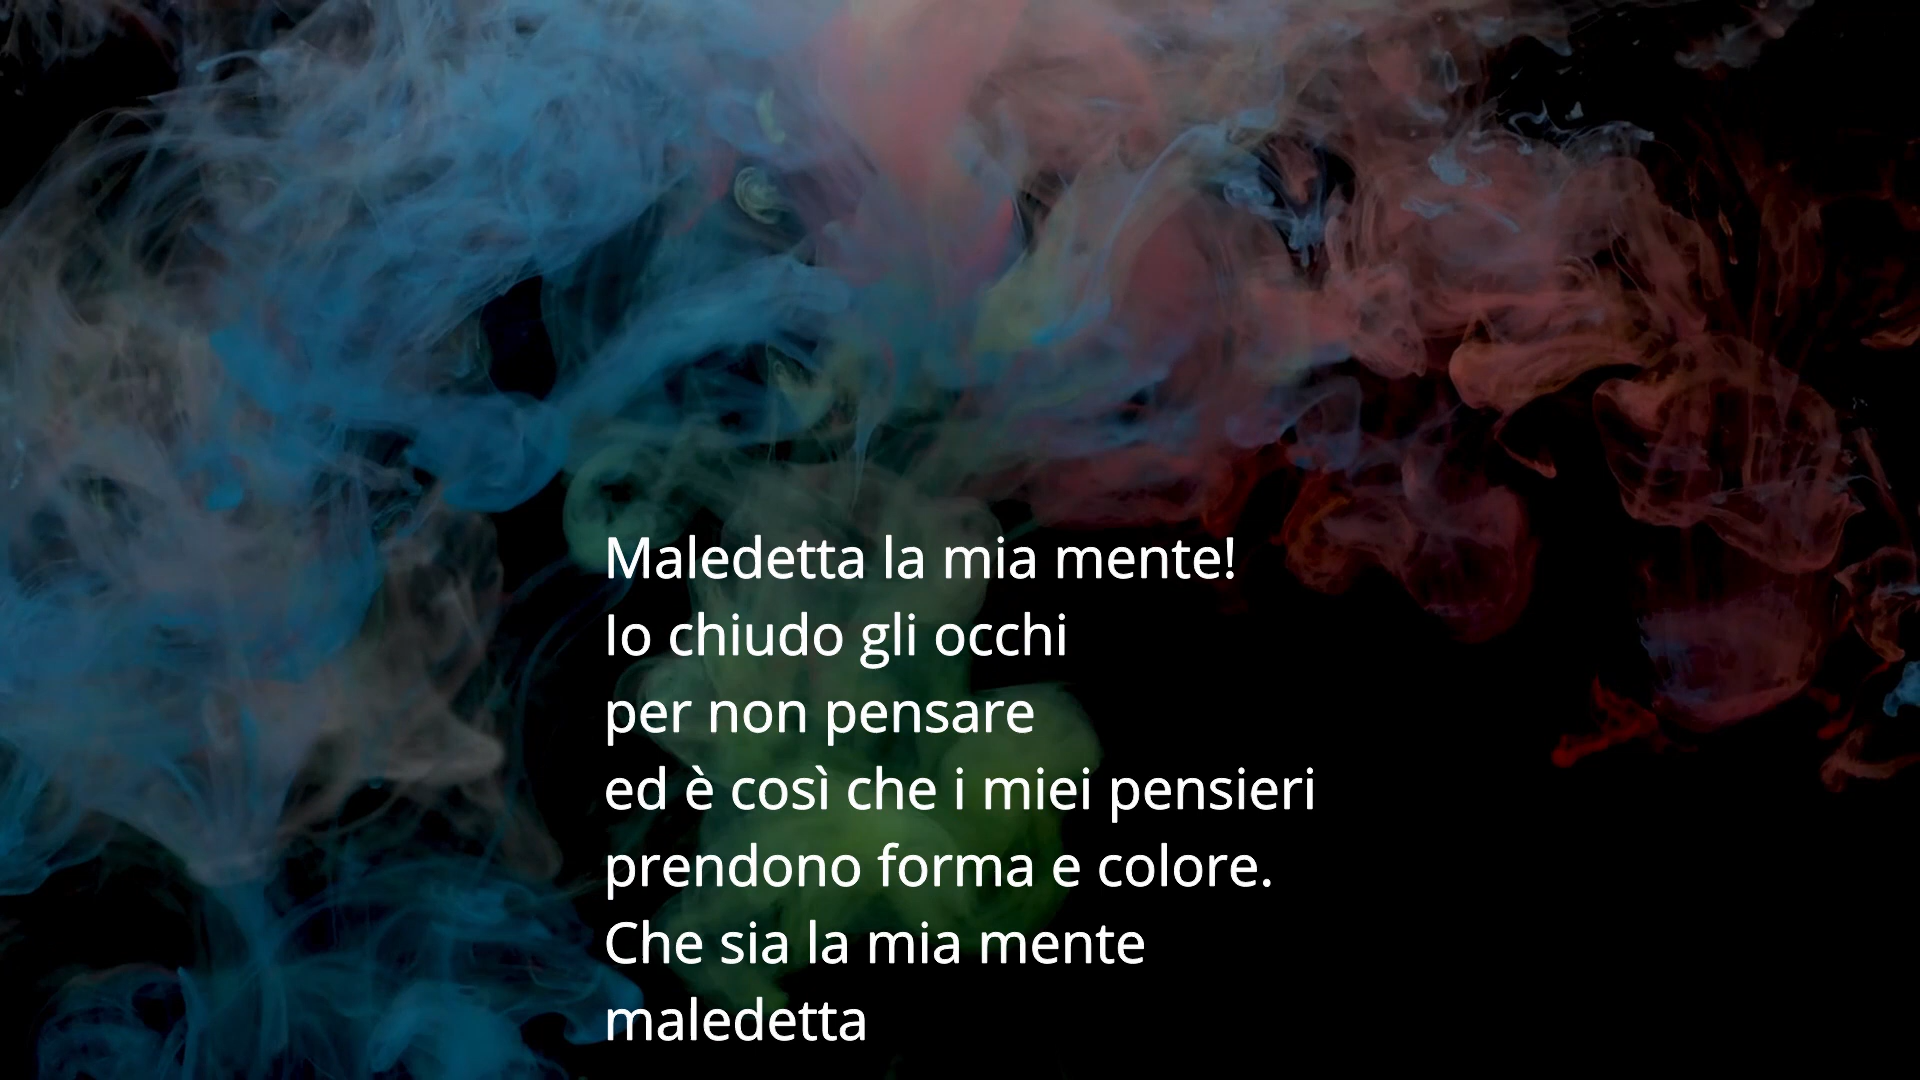 Maledetta la mia mente!
Io chiudo gli occhi
per non pensare
ed è così che i miei pensieri
prendono forma e colore.
Che sia la mia mente
maledetta